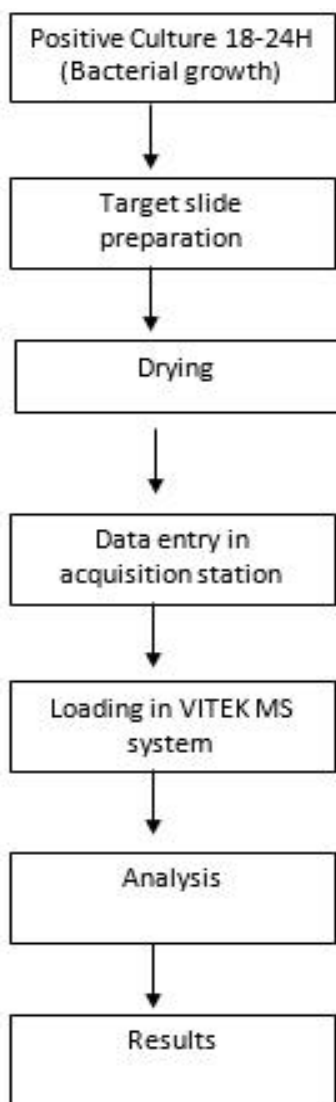 Positive Culture 18-24H
(Bacterial growth)
Target slide
preparation
Drying
Data entry in
acquisition station
Loading in VITEK MS
system
Analysis
Results